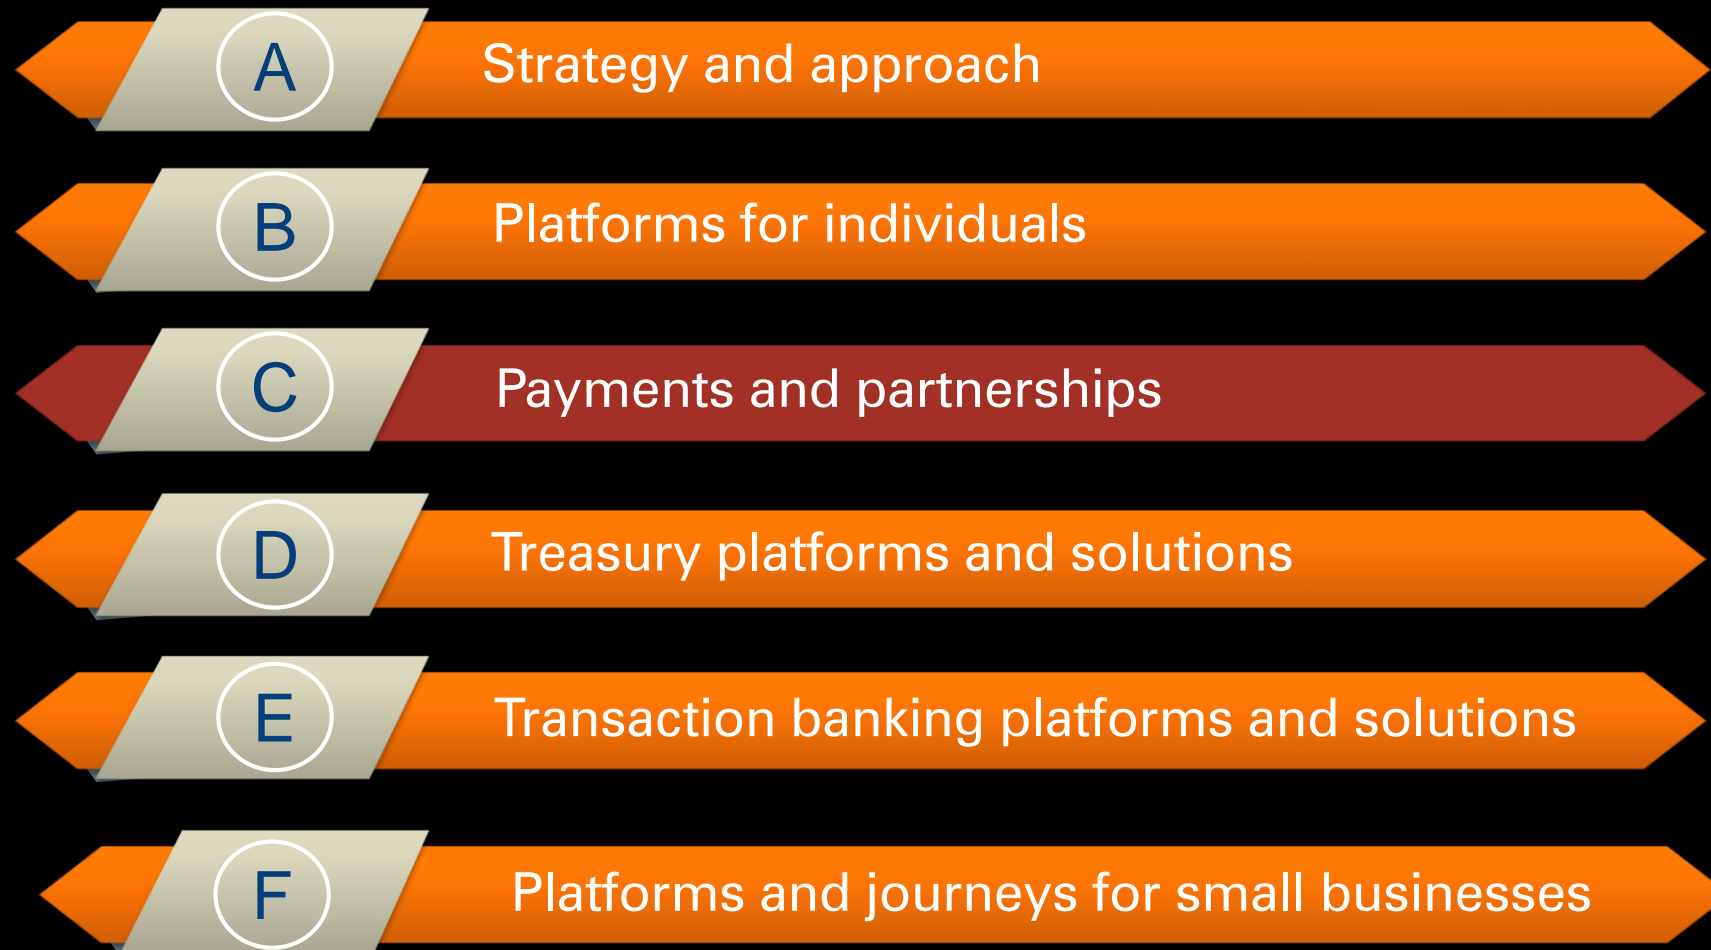 A Strategy and approach
B Platforms for individuals
C Payments and partnerships
D Treasury platforms and solutions
E Transaction banking platforms and solutions
F Platforms and journeys for small businesses